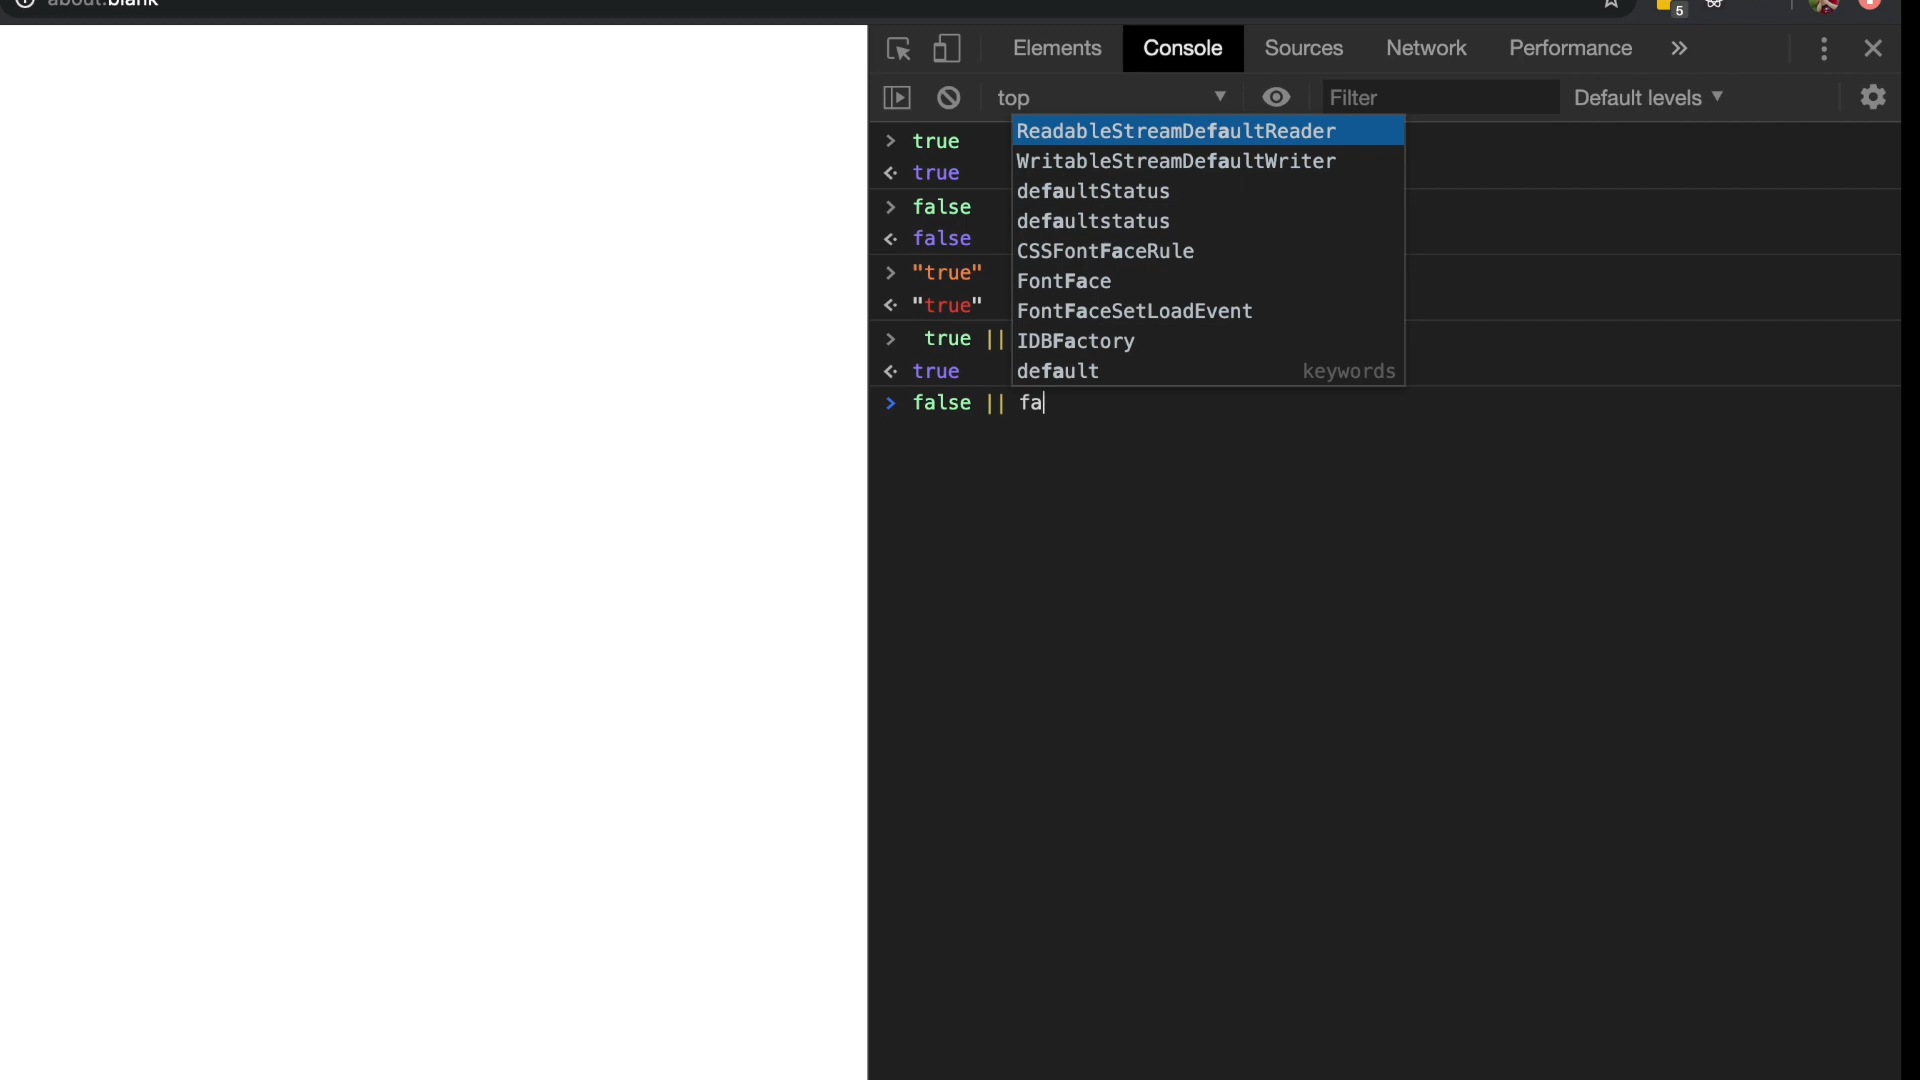 about:blank
5
Elements Console Sources Network Performance »
top ▼ Filter Default levels ▼
> true
ReadableStreamDefaultReader
WritableStreamDefaultWriter
defaultStatus
defaultstatus
CSSFontFaceRule
FontFace
FontFaceSetLoadEvent
IDBFactory
default keywords
< true
> false
< false
> "true"
< "true"
> true ||
< true
> false || fa